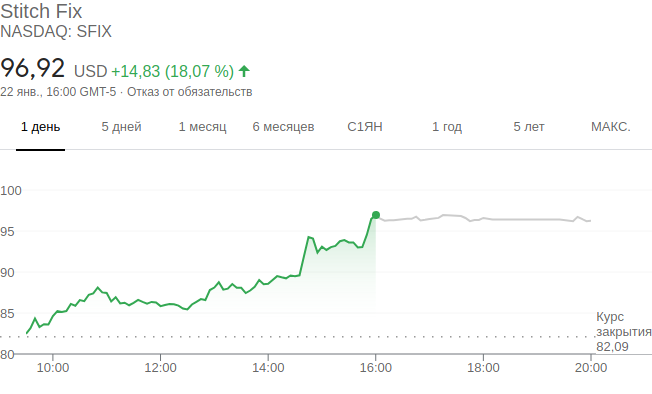 Stitch Fix
NASDAQ: SFIX
96,92 USD +14,83 (18,07 %)
22 янв., 16:00 GMT-5 · Отказ от обязательств
1 день 5 дней 1 месяц 6 месяцев С1ЯН 1 год 5 лет МАКС.
100
95
90
85
80
Курс
закрытия
82,09
10:00 12:00 14:00 16:00 18:00 20:00